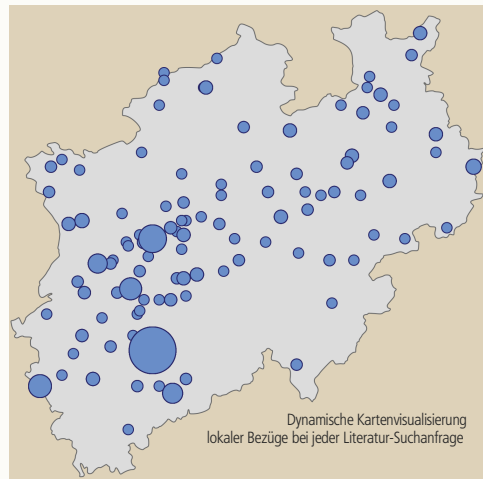 Dynamische Kartenvisualisierung
lokaler Bezüge bei jeder Literatur-Suchanfrage